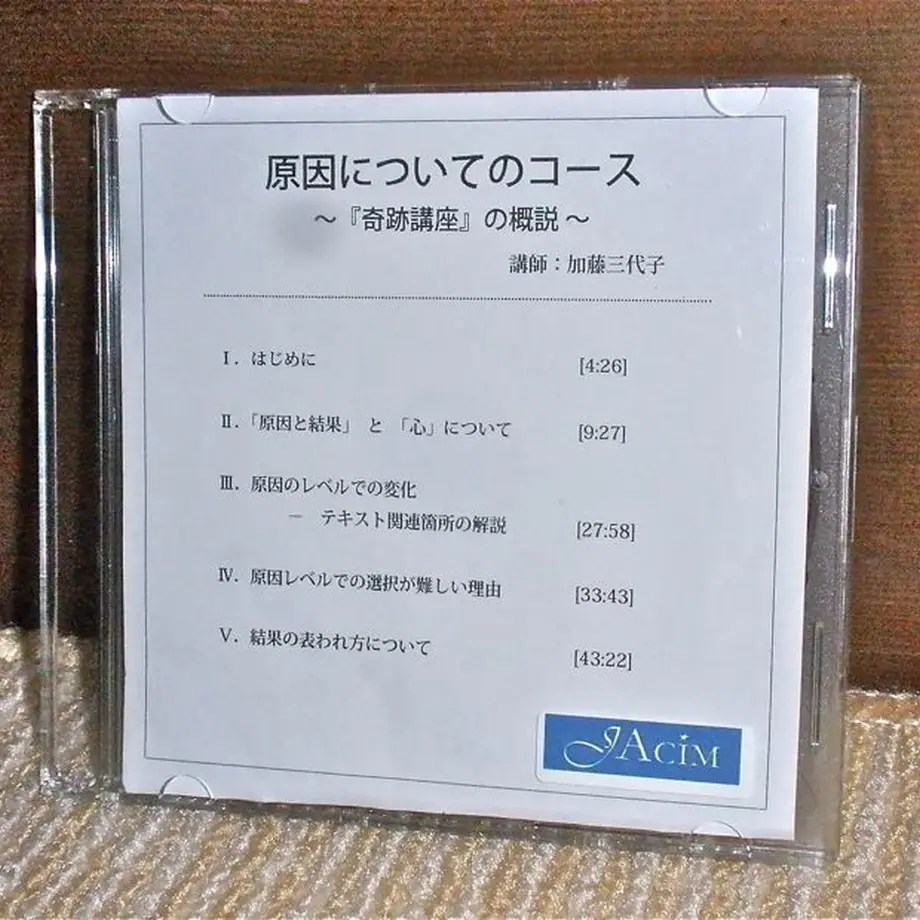 原因についてのコース
～『奇跡講座』の概説～
講師：加藤三代子
Ⅰ．はじめに [4:26]
Ⅱ．「原因と結果」 と 「心」について [9:27]
Ⅲ．原因のレベルでの変化
－ テキスト関連箇所の解説 [27:58]
Ⅳ．原因レベルでの選択が難しい理由 [33:43]
Ⅴ．結果の表われ方について [43:22]
JACIM